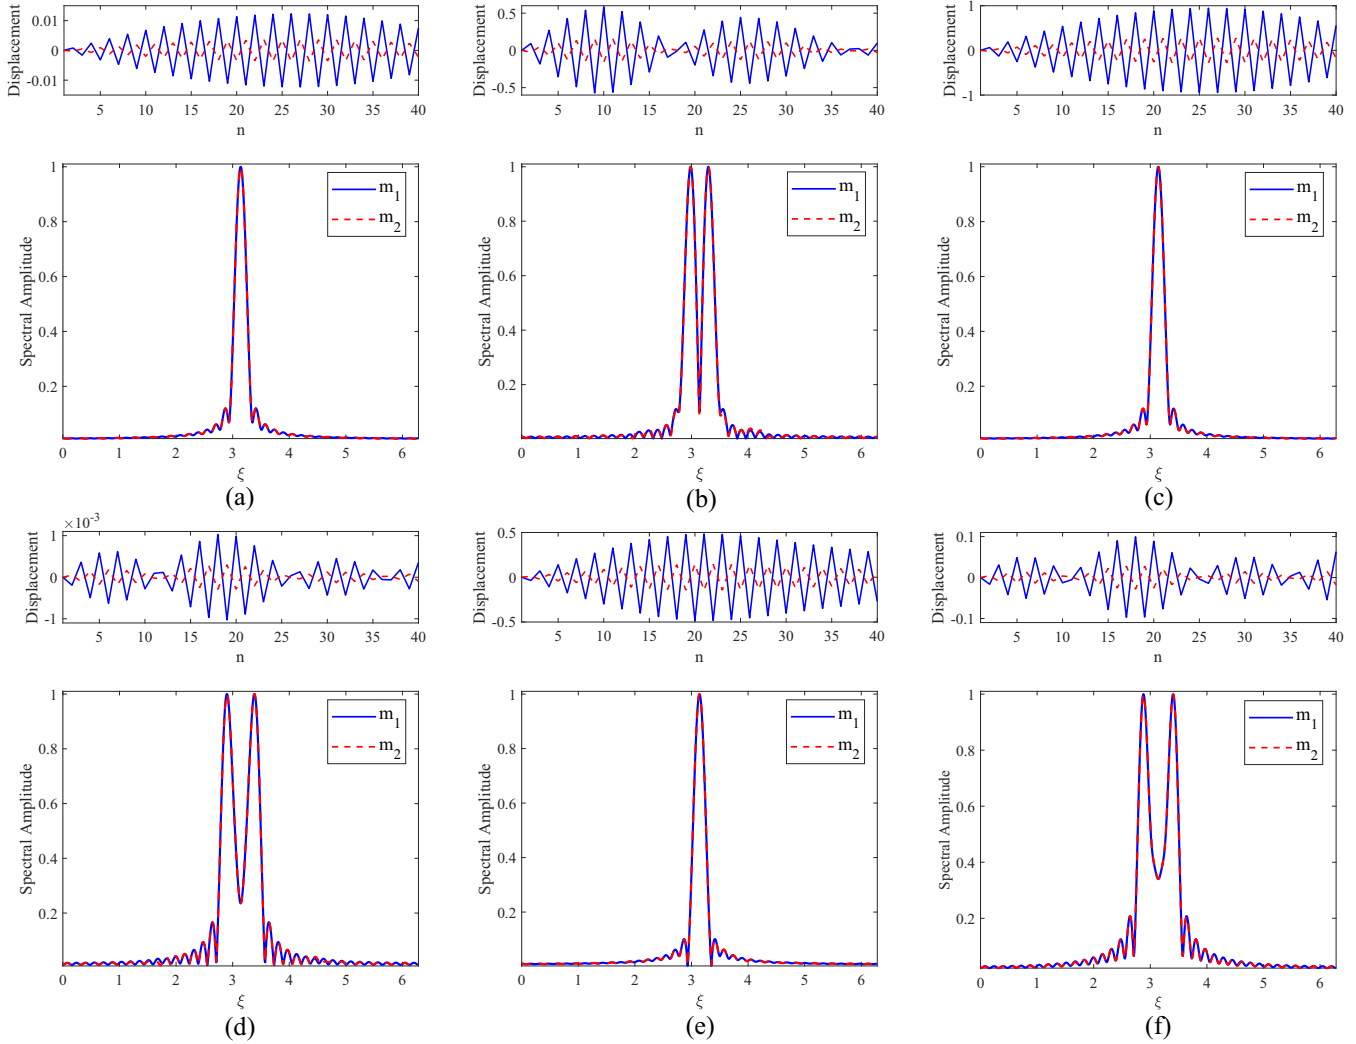 Displacement
0.01
0
-0.01
5 10 15 20 25 30 35 40
n
Spectral Amplitude
1
0.8
0.6
0.4
0.2
0 1 2 3 4 5 6
ξ
m1
m2
(a)
Displacement
0.5
0
-0.5
5 10 15 20 25 30 35 40
n
Spectral Amplitude
1
0.8
0.6
0.4
0.2
0 1 2 3 4 5 6
ξ
m1
m2
(b)
Displacement
1
0
-1
5 10 15 20 25 30 35 40
n
Spectral Amplitude
1
0.8
0.6
0.4
0.2
0 1 2 3 4 5 6
ξ
m1
m2
(c)
×10-3
Displacement
1
0
-1
5 10 15 20 25 30 35 40
n
Spectral Amplitude
1
0.8
0.6
0.4
0.2
0 1 2 3 4 5 6
ξ
m1
m2
(d)
Displacement
0.5
0
-0.5
5 10 15 20 25 30 35 40
n
Spectral Amplitude
1
0.8
0.6
0.4
0.2
0 1 2 3 4 5 6
ξ
m1
m2
(e)
Displacement
0.1
0
-0.1
5 10 15 20 25 30 35 40
n
Spectral Amplitude
1
0.8
0.6
0.4
0.2
0 1 2 3 4 5 6
ξ
m1
m2
(f)